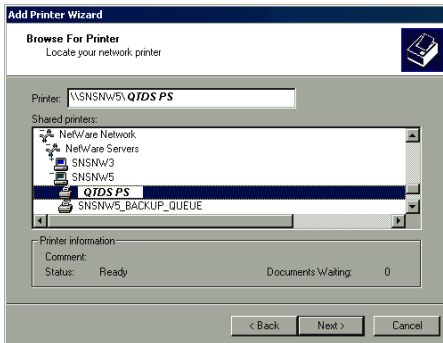 Add Printer Wizard
Browse For Printer
Locate your network printer
Printer: \\SNSNW5\QTDS PS
Shared printers:
NetWare Network
NetWare Servers
SNSNW3
SNSNW5
QTDS PS
SNSNW5_BACKUP_QUEUE
Printer information
Comment:
Status: Ready Documents Waiting: 0
< Back Next > Cancel